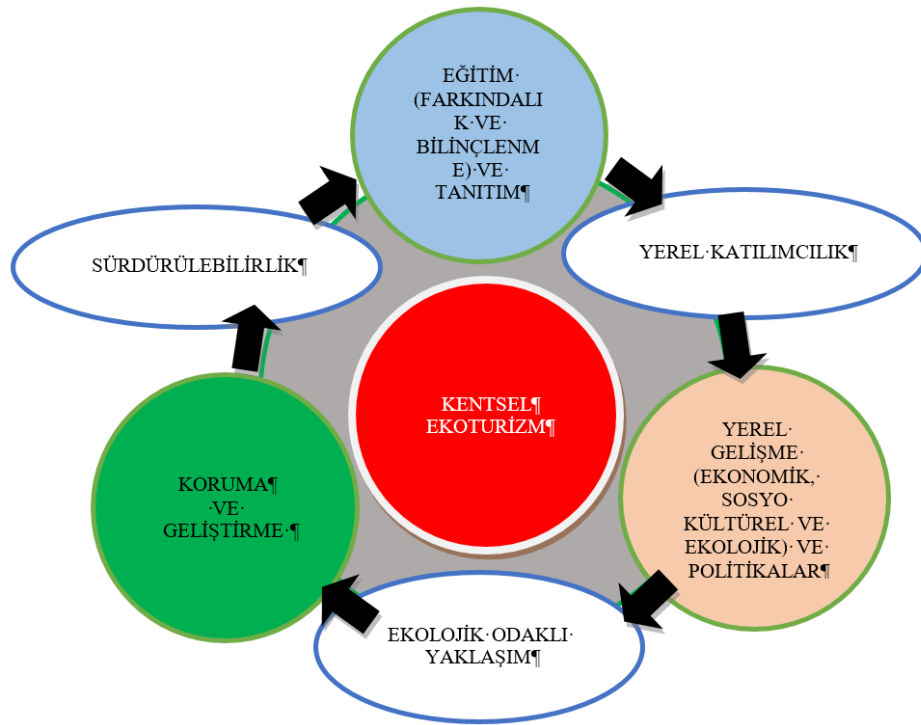 EĞİTİM·
(FARKINDALI
K·VE·
BİLİNÇLENM
E)·VE·
TANITIM¶
SÜRDÜRÜLEBİLİRLİK¶
YEREL·KATILIMCILIK¶
KENTSEL¶
EKOTURİZM¶
KORUMA¶
·VE·
GELİŞTİRME·¶
YEREL·
GELİŞME·
(EKONOMİK,·
SOSYO·
KÜLTÜREL·VE·
EKOLOJİK)·VE·
POLİTİKALAR¶
EKOLOJİK·ODAKLI·
YAKLAŞIM¶